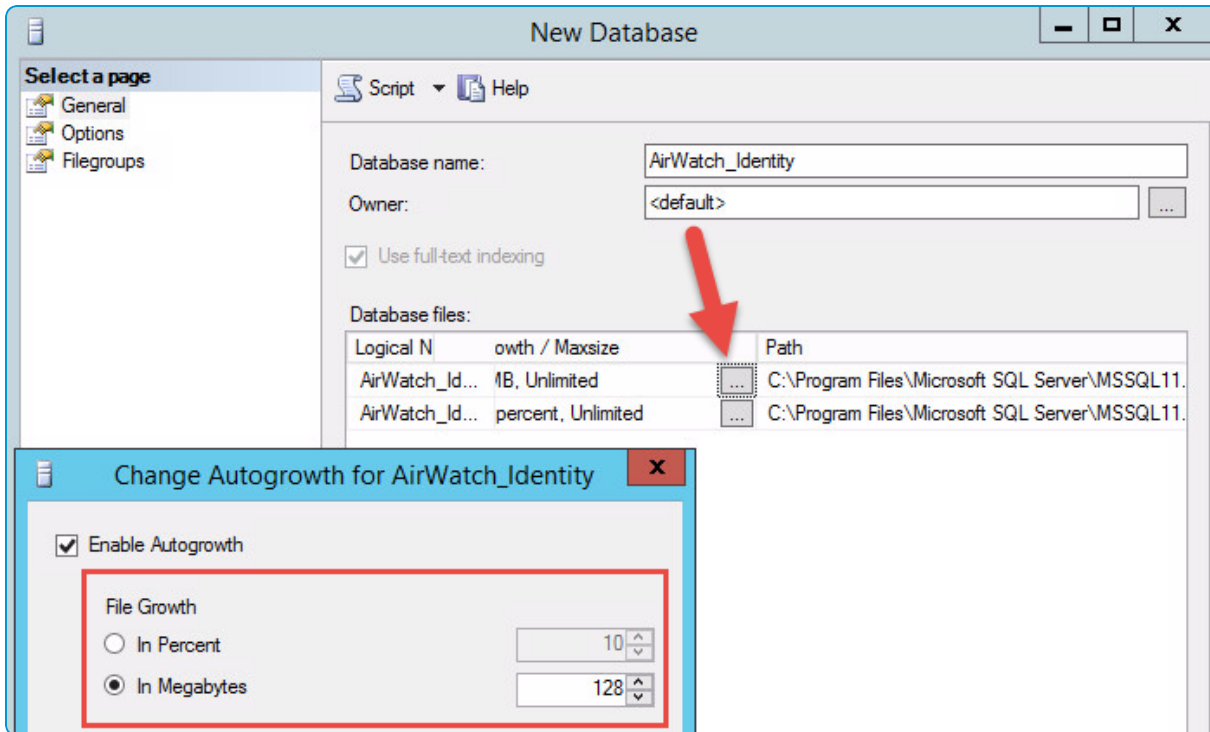 New Database
Select a page
General
Options
Filegroups
Script Help
Database name: AirWatch_Identity
Owner: <default> ...
Use full-text indexing
Database files:
Logical N owth / Maxsize Path
AirWatch_Id... MB, Unlimited ... C:\Program Files\Microsoft SQL Server\MSSQL11.
AirWatch_Id... percent, Unlimited ... C:\Program Files\Microsoft SQL Server\MSSQL11.
Change Autogrowth for AirWatch_Identity
Enable Autogrowth
File Growth
In Percent 10
In Megabytes 128